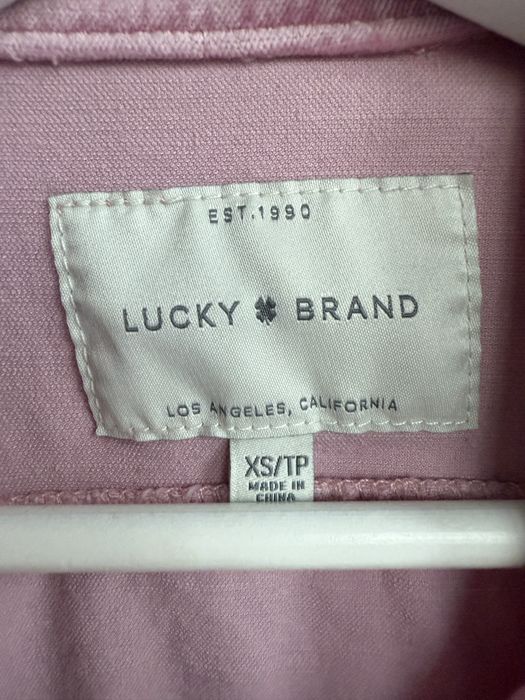 EST.1990
LUCKY BRAND
LOS ANGELES, CALIFORNIA
XS/TP
MADE IN
CHINA